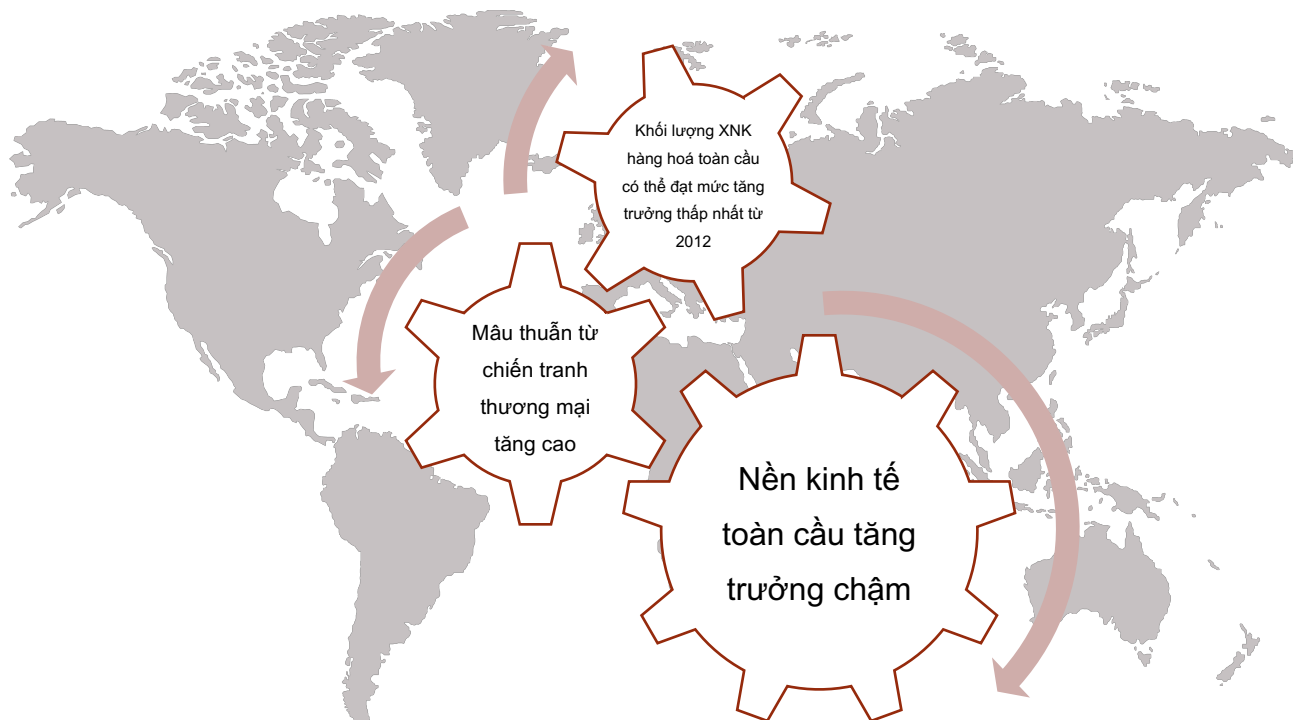 Khối lượng XNK
hàng hoá toàn cầu
có thể đạt mức tăng
trưởng thấp nhất từ
2012
Mâu thuẫn từ
chiến tranh
thương mại
tăng cao
Nền kinh tế
toàn cầu tăng
trưởng chậm